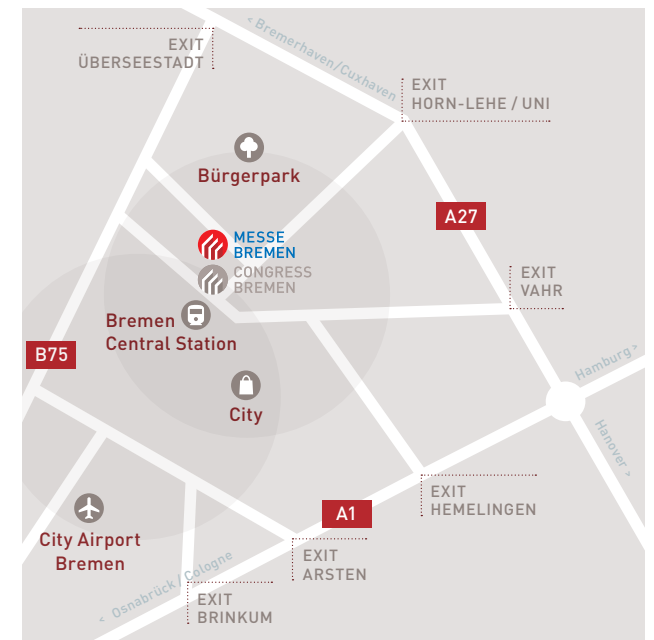 < Bremerhaven/Cuxhaven
EXIT
ÜBERSEESTADT
EXIT
HORN-LEHE / UNI
Bürgerpark
A27
MESSE
BREMEN
CONGRESS
BREMEN
EXIT
VAHR
Bremen
Central Station
B75
Hamburg >
City
Hanover >
EXIT
HEMELINGEN
A1
City Airport
Bremen
EXIT
ARSTEN
< Osnabrück / Cologne
EXIT
BRINKUM